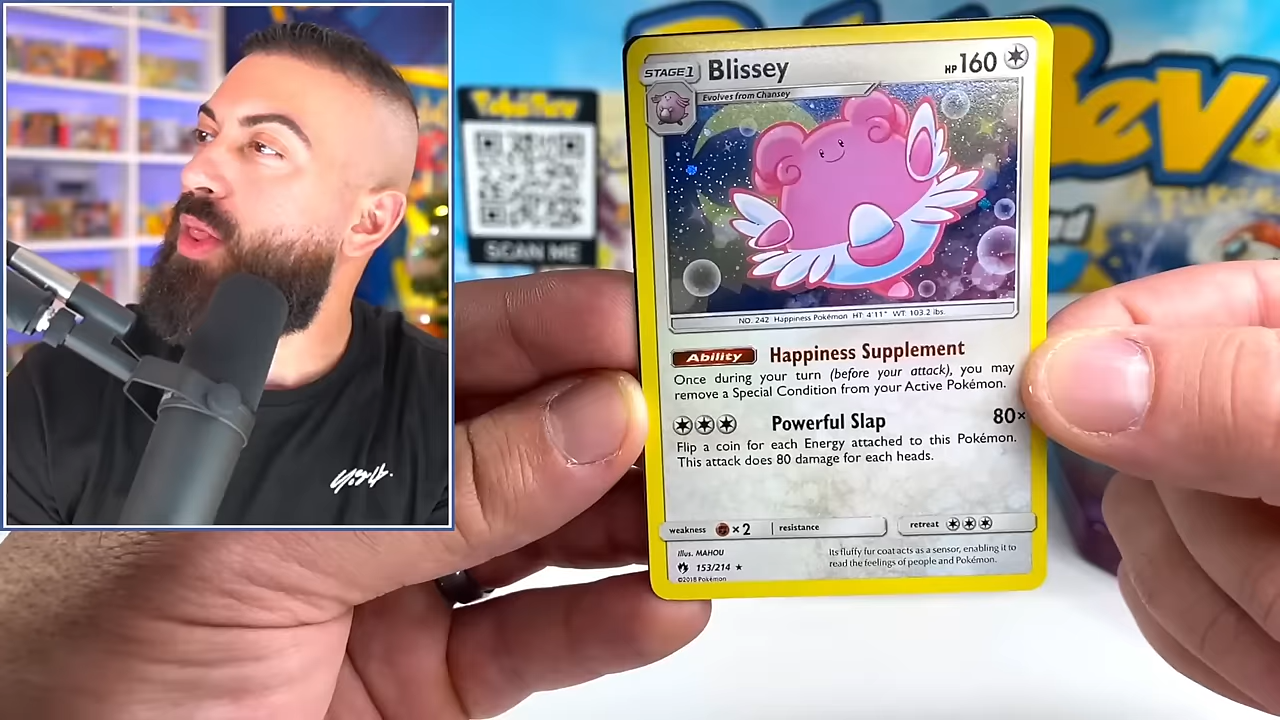 PokéRev
SCAN ME
STAGE 1 Blissey HP 160
Evolves from Chansey
NO. 242 Happiness Pokémon HT: 4'11" WT: 103.2 lbs.
Ability Happiness Supplement
Once during your turn (before your attack), you may
remove a Special Condition from your Active Pokémon.
Powerful Slap 80×
Flip a coin for each Energy attached to this Pokémon.
This attack does 80 damage for each heads.
weakness ×2 resistance retreat
Illus. MAHOU
153/214 ★
©2018 Pokémon
Its fluffy fur coat acts as a sensor, enabling it to
read the feelings of people and Pokémon.